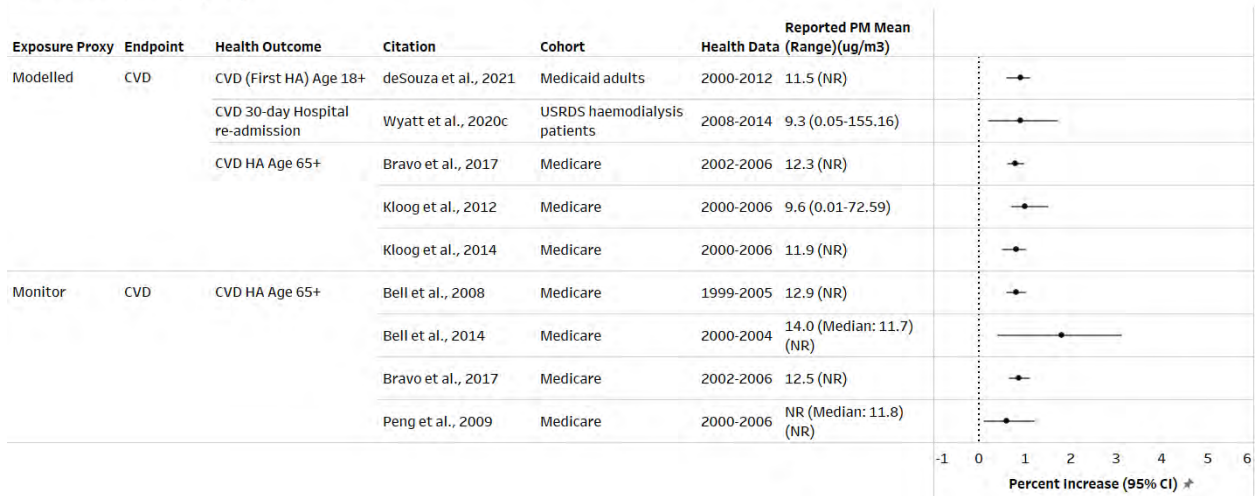 Reported PM Mean
Exposure Proxy Endpoint Health Outcome Citation Cohort Health Data (Range)(ug/m3)
Modelled CVD CVD (First HA) Age 18+ deSouza et al., 2021 Medicaid adults 2000-2012 11.5 (NR)
CVD 30-day Hospital
re-admission
Wyatt et al., 2020c
USRDS haemodialysis
patients
2008-2014 9.3 (0.05-155.16)
CVD HA Age 65+ Bravo et al., 2017 Medicare 2002-2006 12.3 (NR)
Kloog et al., 2012 Medicare 2000-2006 9.6 (0.01-72.59)
Kloog et al., 2014 Medicare 2000-2006 11.9 (NR)
Monitor CVD CVD HA Age 65+ Bell et al., 2008 Medicare 1999-2005 12.9 (NR)
Bell et al., 2014 Medicare 2000-2004
14.0 (Median: 11.7)
(NR)
Bravo et al., 2017 Medicare 2002-2006 12.5 (NR)
Peng et al., 2009 Medicare 2000-2006
NR (Median: 11.8)
(NR)
-1 0 1 2 3 4 5 6
Percent Increase (95% CI)